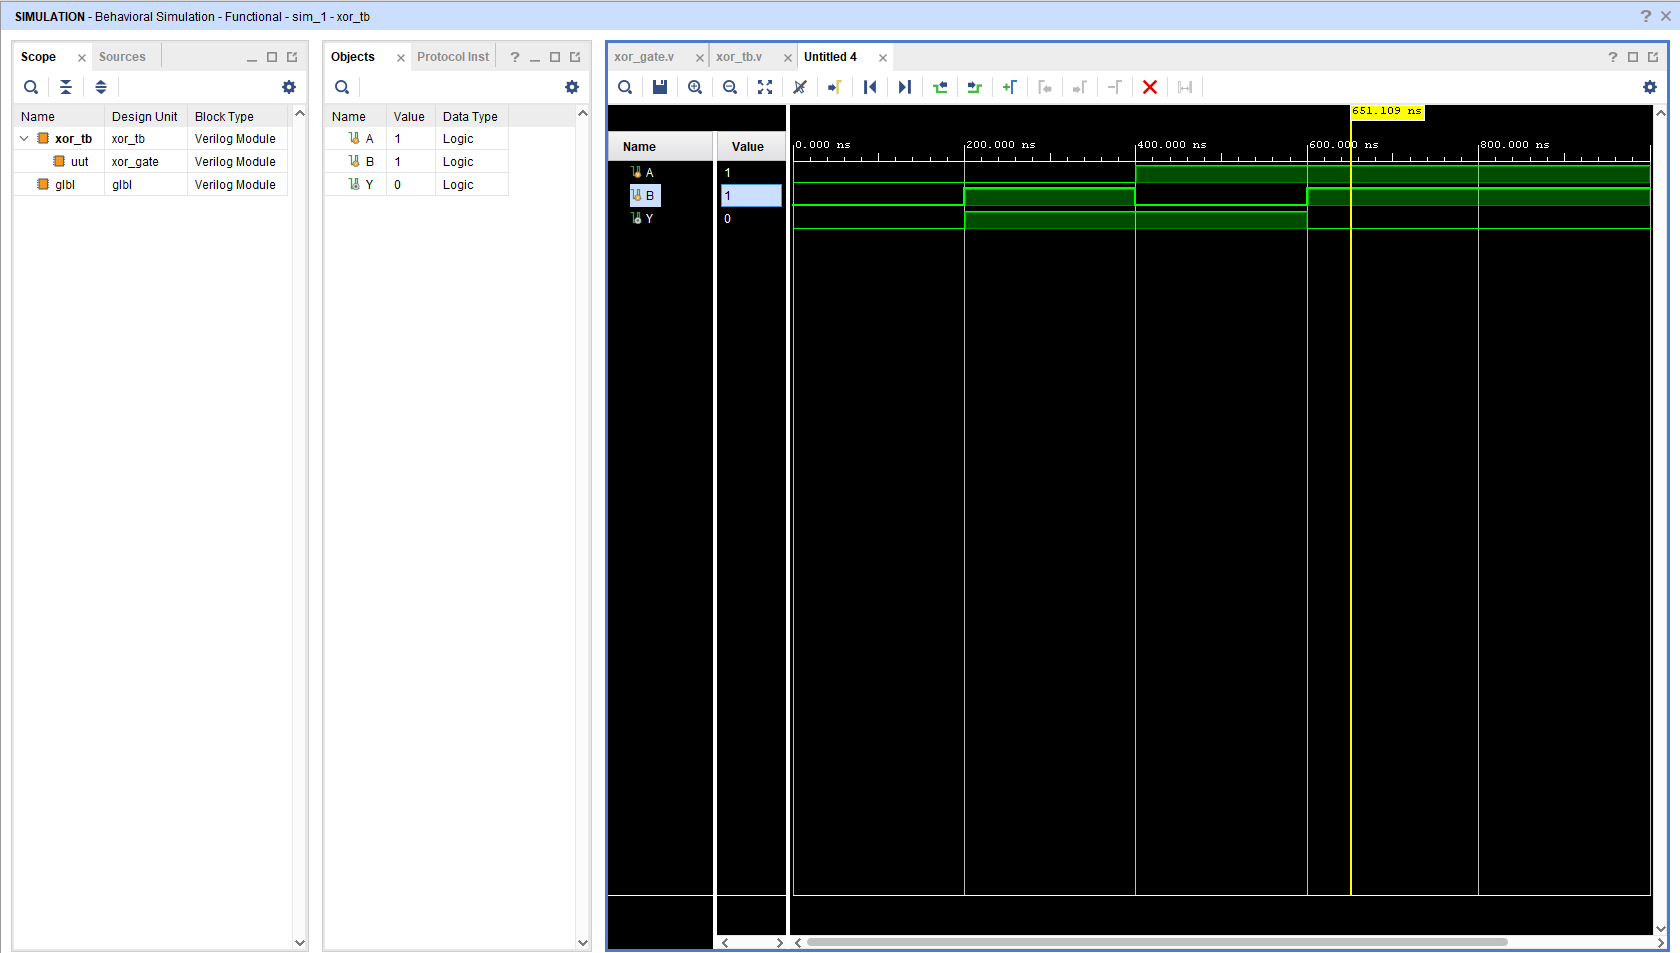 SIMULATION - Behavioral Simulation - Functional - sim_1 - xor_tb
Scope Sources
Name Design Unit Block Type
xor_tb xor_tb Verilog Module
uut xor_gate Verilog Module
glbl glbl Verilog Module
Objects Protocol Inst
Name Value Data Type
A 1 Logic
B 1 Logic
Y 0 Logic
xor_gate.v xor_tb.v Untitled 4
651.109 ns
Name Value
0.000 ns 200.000 ns 400.000 ns 600.000 ns 800.000 ns
A 1
B 1
Y 0